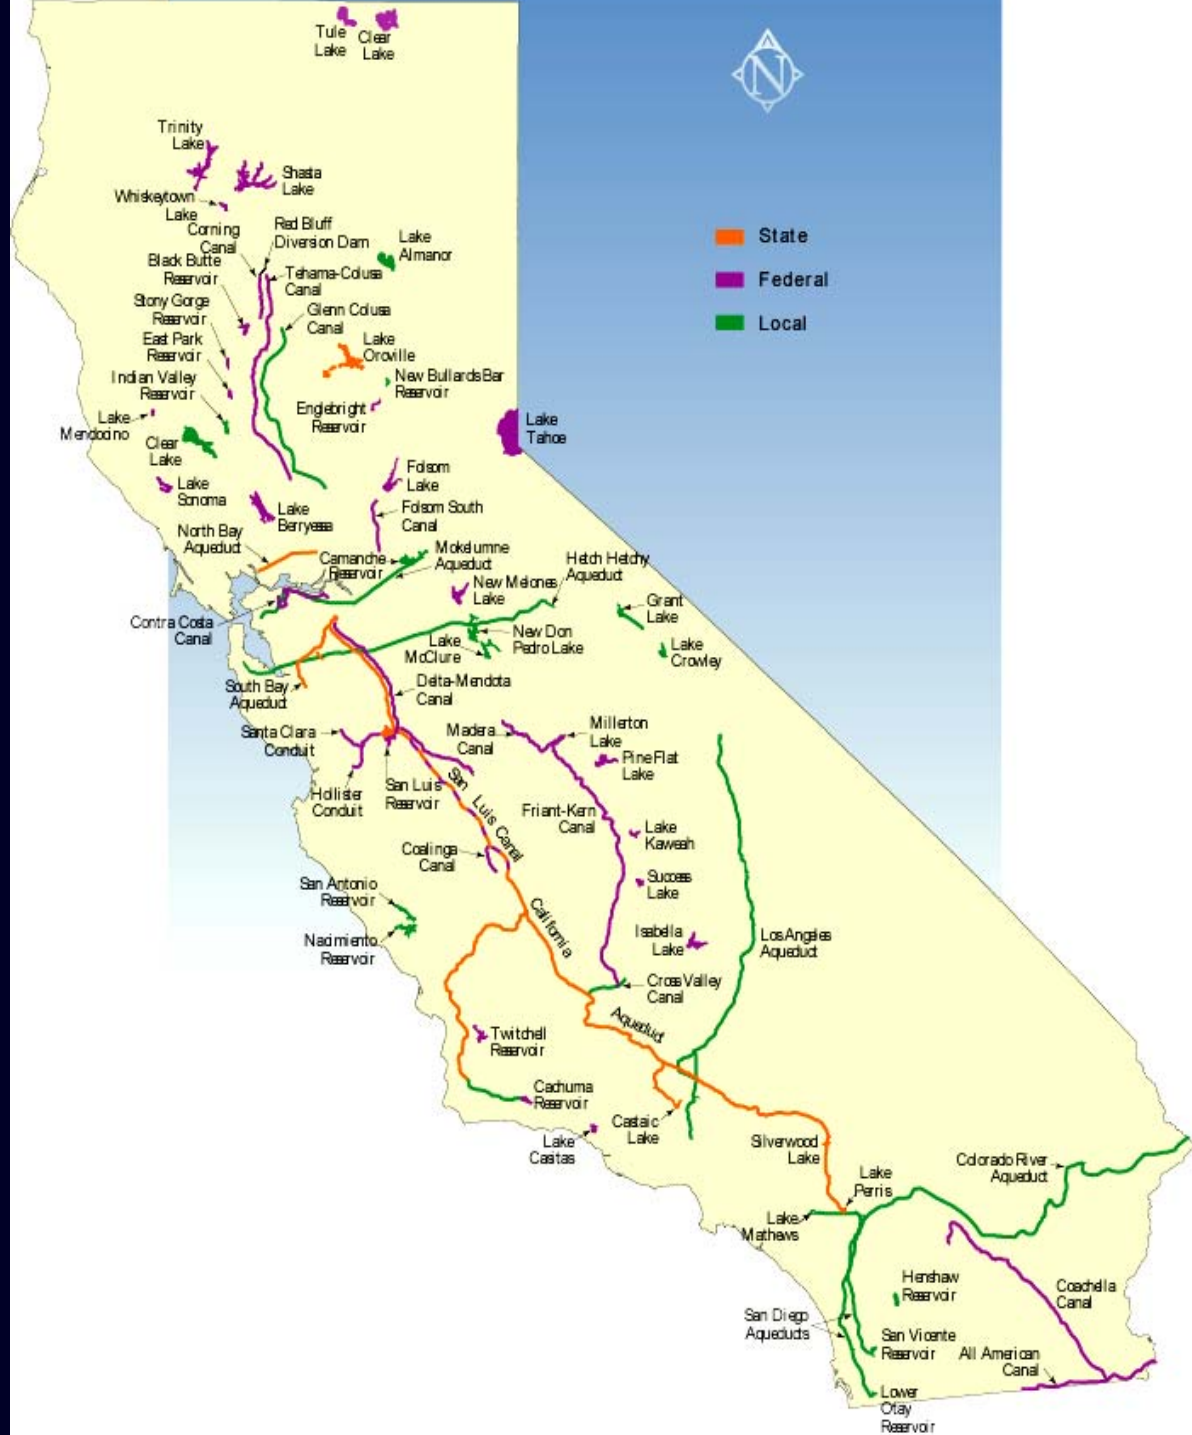 Tule
Lake
Clear
Lake
N
Trinity
Lake
Shasta
Lake
Whiskeytown
Lake
Corning
Canal
Red Bluff
Diversion Dam
Lake
Almanor
State
Federal
Local
Black Butte
Reservoir
Tehama-Colusa
Canal
Stony Gorge
Reservoir
Glenn Colusa
Canal
East Park
Reservoir
Lake
Oroville
Indian Valley
Reservoir
New Bullards Bar
Reservoir
Englebright
Reservoir
Lake
Mendocino
Lake
Tahoe
Clear
Lake
Lake
Sonoma
Folsom
Lake
Lake
Berryessa
Folsom South
Canal
North Bay
Aqueduct
Camanche
Reservoir
Mokelumne
Aqueduct
Hetch Hetchy
Aqueduct
New Melones
Lake
Grant
Lake
Contra Costa
Canal
New Don
Pedro Lake
Lake
McClure
Lake
Crowley
South Bay
Aqueduct
Delta-Mendota
Canal
Santa Clara
Conduit
Madera
Canal
Millerton
Lake
Pine Flat
Lake
Hollister
Conduit
San Luis
Reservoir
San Luis Canal
Friant-Kern
Canal
Lake
Kaweah
Coalinga
Canal
Success
Lake
San Antonio
Reservoir
California
Aqueduct
Isabella
Lake
Los Angeles
Aqueduct
Nacimiento
Reservoir
Cross Valley
Canal
Twitchell
Reservoir
Cachuma
Reservoir
Castaic
Lake
Lake
Casitas
Silverwood
Lake
Lake
Perris
Colorado River
Aqueduct
Lake
Mathews
Henshaw
Reservoir
Coachella
Canal
San Diego
Aqueducts
San Vicente
Reservoir
All American
Canal
Lower
Otay
Reservoir